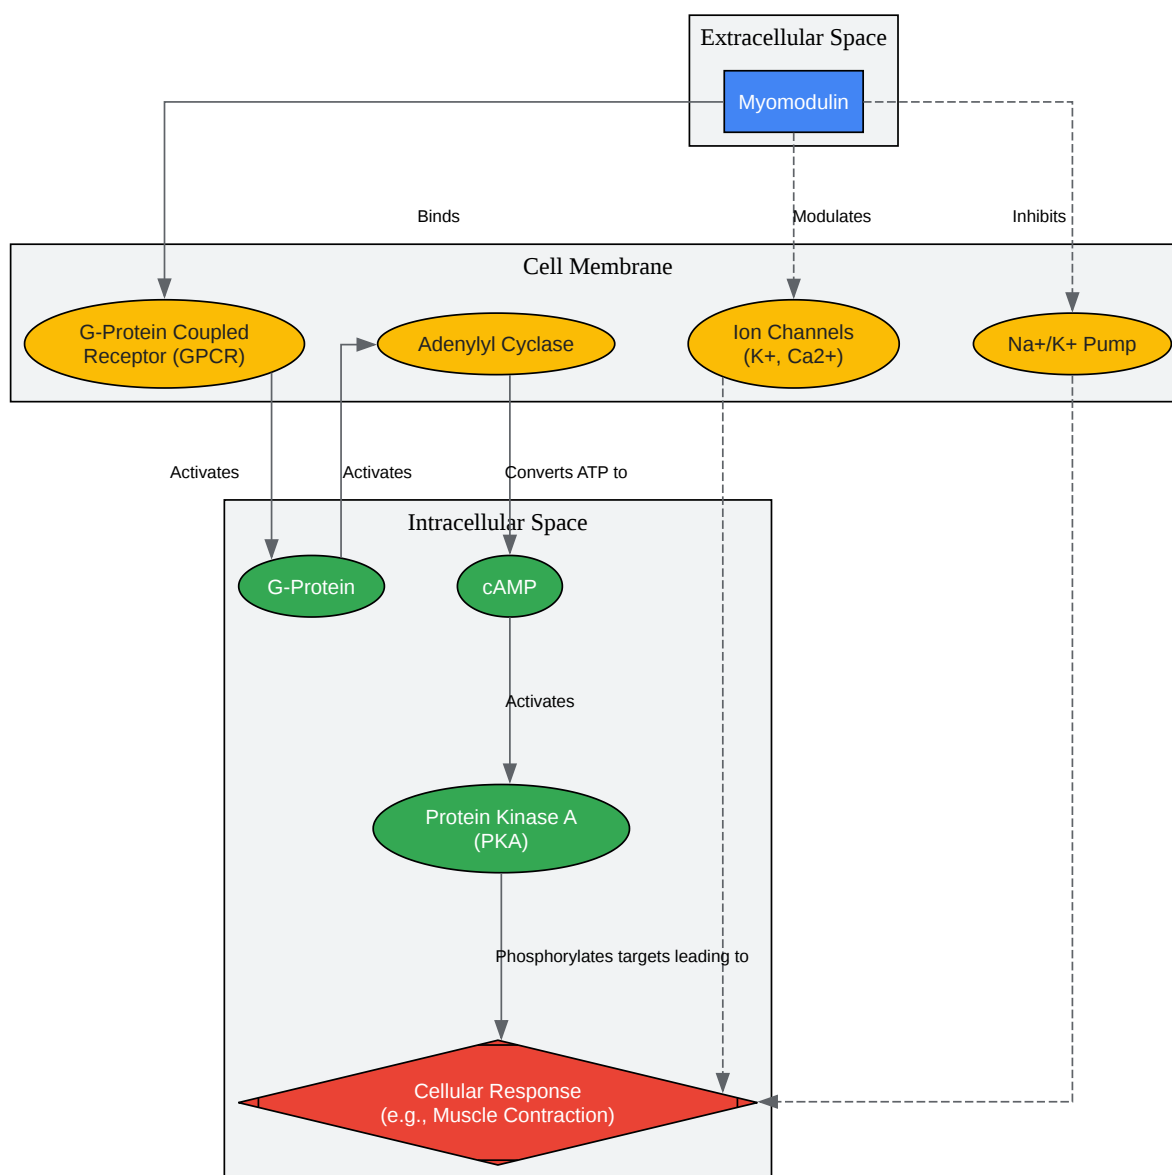 Extracellular Space
Myomodulin
Binds
Modulates
Inhibits
Cell Membrane
G-Protein Coupled
Receptor (GPCR)
Adenylyl Cyclase
Ion Channels
(K+, Ca2+)
Na+/K+ Pump
Activates
Activates
Converts ATP to
Intracellular Space
G-Protein
cAMP
Activates
Protein Kinase A
(PKA)
Phosphorylates targets leading to
Cellular Response
(e.g., Muscle Contraction)